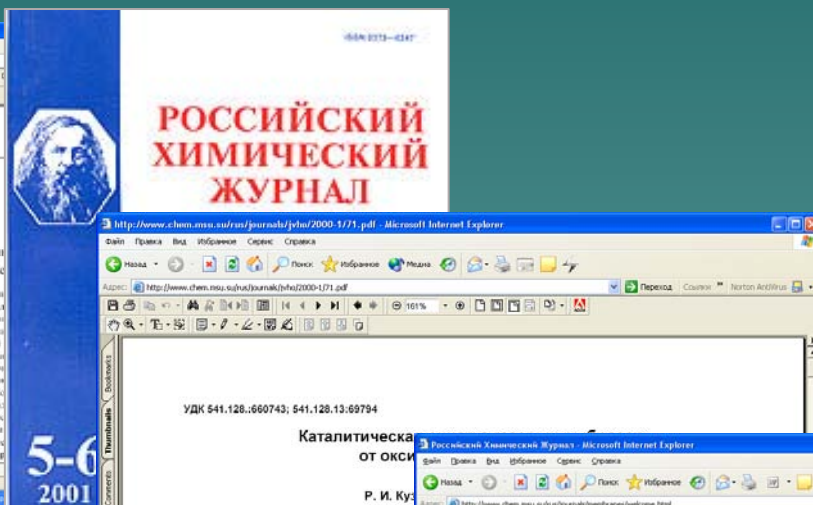 РОССИЙСКИЙ
ХИМИЧЕСКИЙ
ЖУРНАЛ
5-6
2001
http://www.chem.msu.su/rus/journals/jvho/2000-1/71.pdf - Microsoft Internet Explorer
Файл Правка Вид Избранное Сервис Справка
Назад Поиск Избранное Медиа
Адрес: http://www.chem.msu.su/rus/journals/jvho/2000-1/71.pdf Переход Ссылки Norton AntiVirus
161%
Bookmarks
Thumbnails
Comments
УДК 541.128.:660743; 541.128.13:69794
Каталитическа
от окси
Р. И. Куз
Российский Химический Журнал - Microsoft Internet Explorer
Файл Правка Вид Избранное Сервис Справка
Назад Поиск Избранное